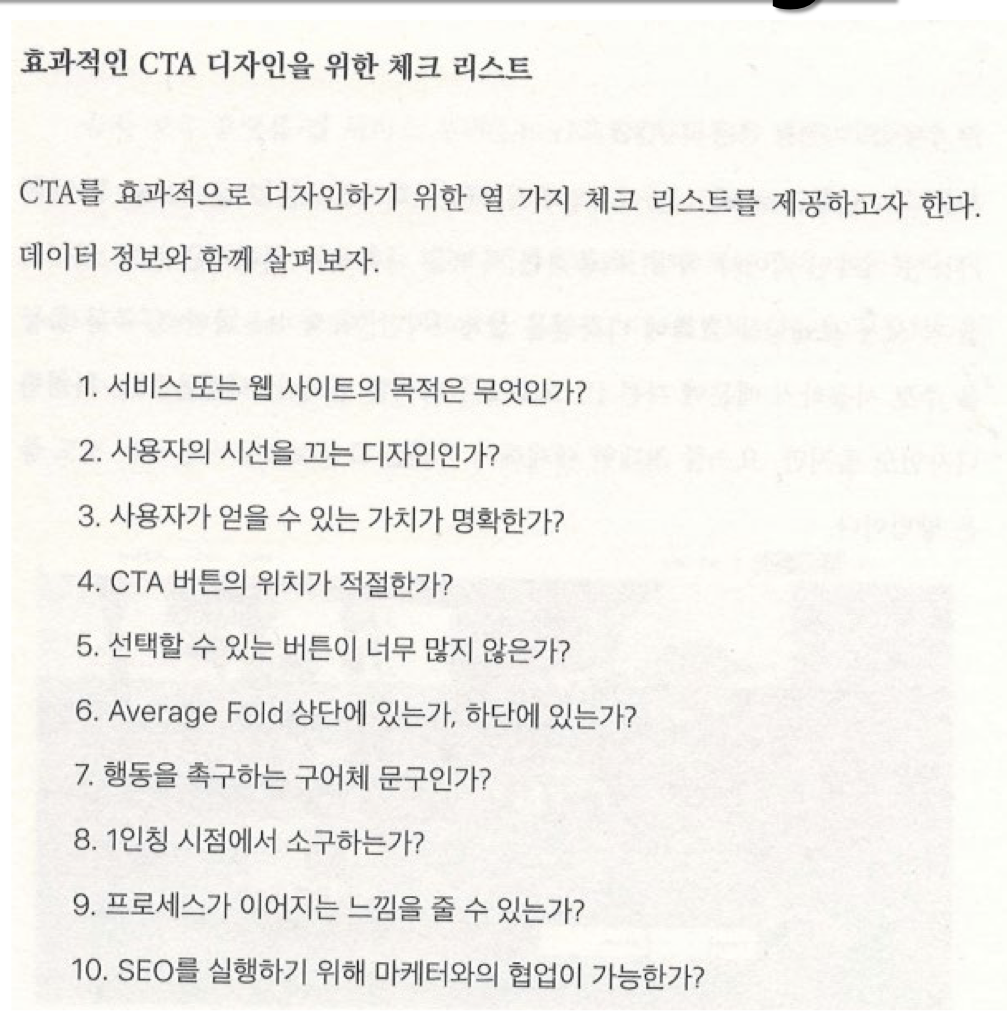 효과적인 CTA 디자인을 위한 체크 리스트
CTA를 효과적으로 디자인하기 위한 열 가지 체크 리스트를 제공하고자 한다.
데이터 정보와 함께 살펴보자.
1. 서비스 또는 웹 사이트의 목적은 무엇인가?
2. 사용자의 시선을 끄는 디자인인가?
3. 사용자가 얻을 수 있는 가치가 명확한가?
4. CTA 버튼의 위치가 적절한가?
5. 선택할 수 있는 버튼이 너무 많지 않은가?
6. Average Fold 상단에 있는가, 하단에 있는가?
7. 행동을 촉구하는 구어체 문구인가?
8. 1인칭 시점에서 소구하는가?
9. 프로세스가 이어지는 느낌을 줄 수 있는가?
10. SEO를 실행하기 위해 마케터와의 협업이 가능한가?